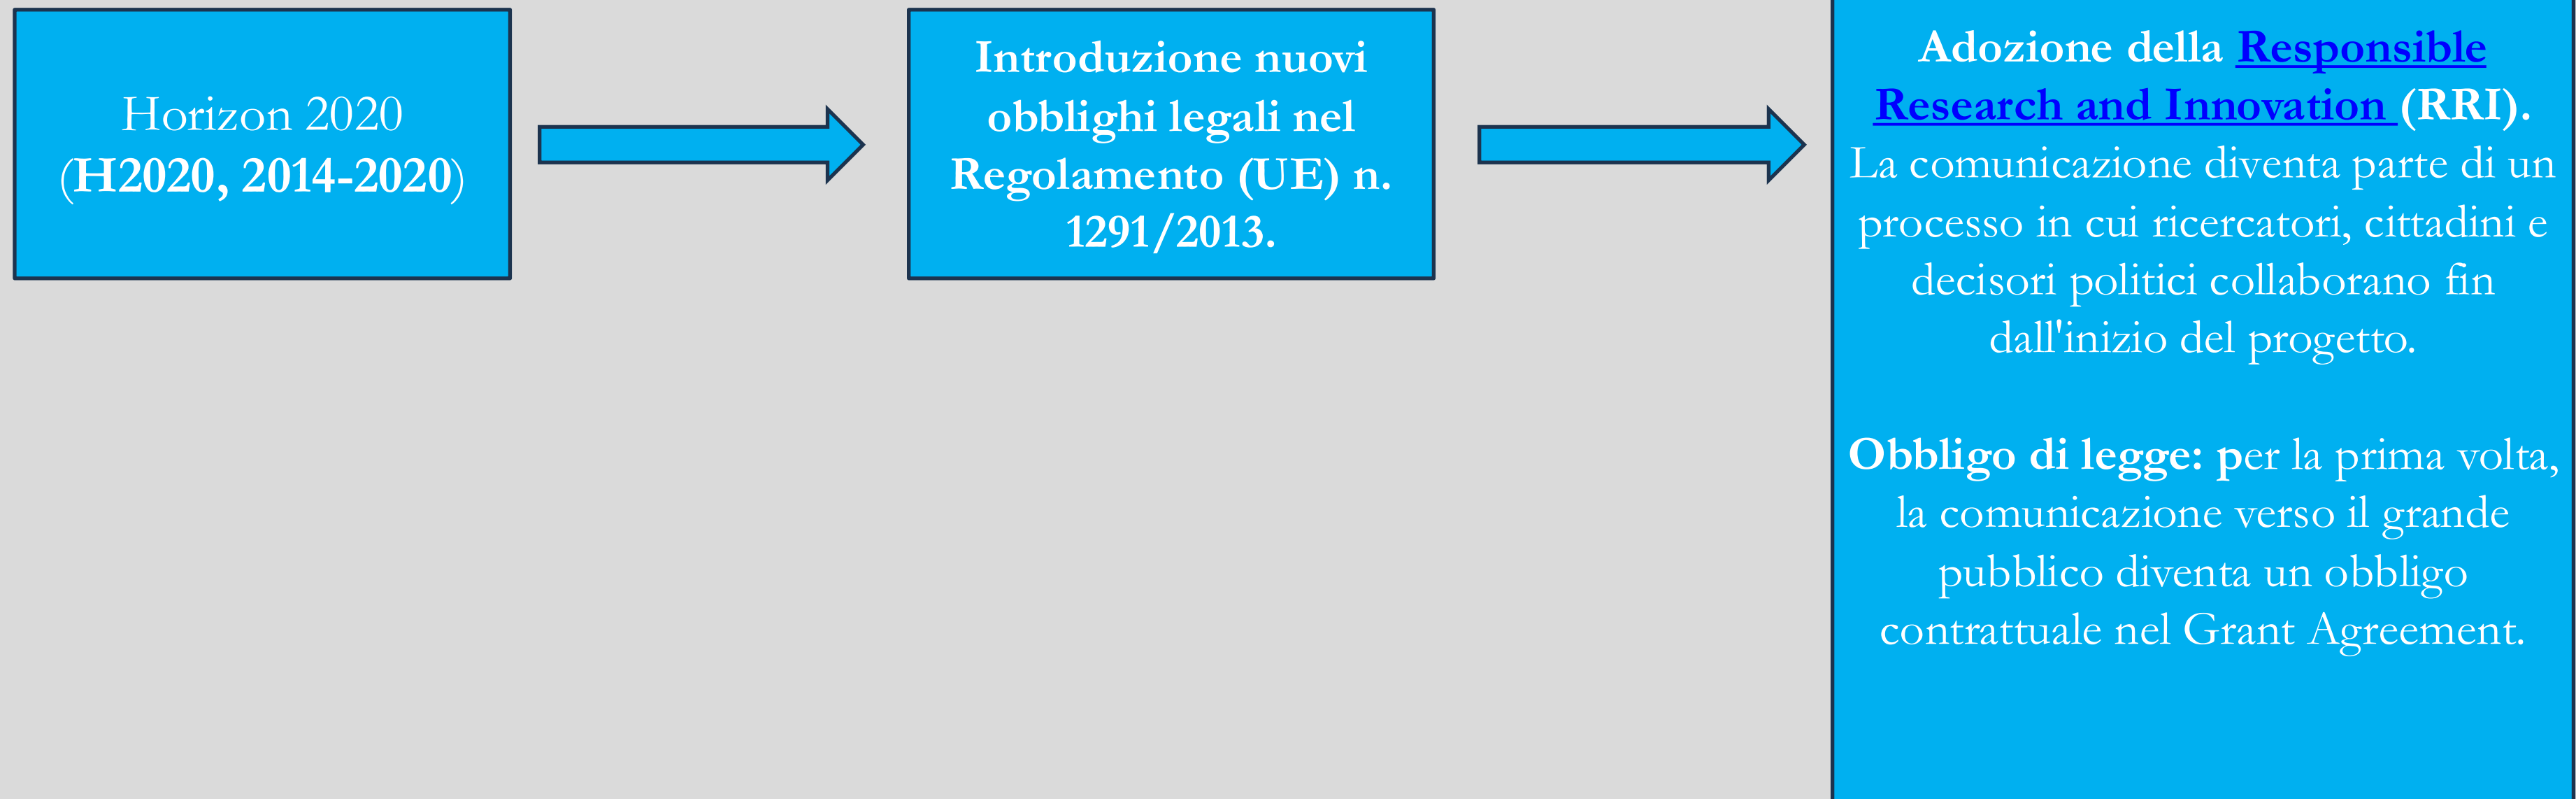 Horizon 2020
(H2020, 2014-2020)
Introduzione nuovi
obblighi legali nel
Regolamento (UE) n.
1291/2013.
Adozione della Responsible
Research and Innovation (RRI).
La comunicazione diventa parte di un
processo in cui ricercatori, cittadini e
decisori politici collaborano fin
dall'inizio del progetto.
Obbligo di legge: per la prima volta,
la comunicazione verso il grande
pubblico diventa un obbligo
contrattuale nel Grant Agreement.